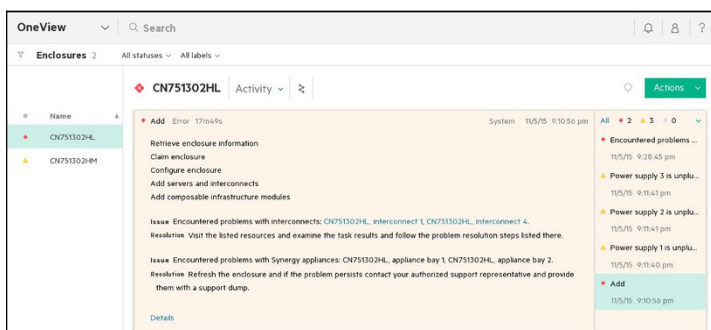 OneView
Search
?
Enclosures 2
All statuses
All labels
CN751302HL
Activity
Actions
Name
CN751302HL
CN751302HM
Add Error 17m49s
System 11/5/15 9:10:56 pm
Retrieve enclosure information
Claim enclosure
Configure enclosure
Add servers and interconnects
Add composable infrastructure modules
Issue Encountered problems with interconnects: CN751302HL, interconnect 1, CN751302HL, interconnect 4.
Resolution Visit the listed resources and examine the task results and follow the problem resolution steps listed there.
Issue Encountered problems with Synergy appliances: CN751302HL, appliance bay 1, CN751302HL, appliance bay 2.
Resolution Refresh the enclosure and if the problem persists contact your authorized support representative and provide
them with a support dump.
Details
All 2 3 0
Encountered problems ...
11/5/15 9:28:45 pm
Power supply 3 is unplu...
11/5/15 9:11:41 pm
Power supply 2 is unplu...
11/5/15 9:11:41 pm
Power supply 1 is unplu...
11/5/15 9:11:40 pm
Add
11/5/15 9:10:56 pm